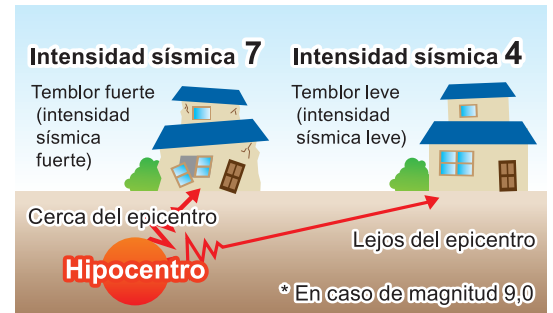 Intensidad sísmica 7
Temblor fuerte
(intensidad
sísmica
fuerte)
Intensidad sísmica 4
Temblor leve
(intensidad
sísmica leve)
Cerca del epicentro
Lejos del epicentro
Hipocentro
* En caso de magnitud 9,0